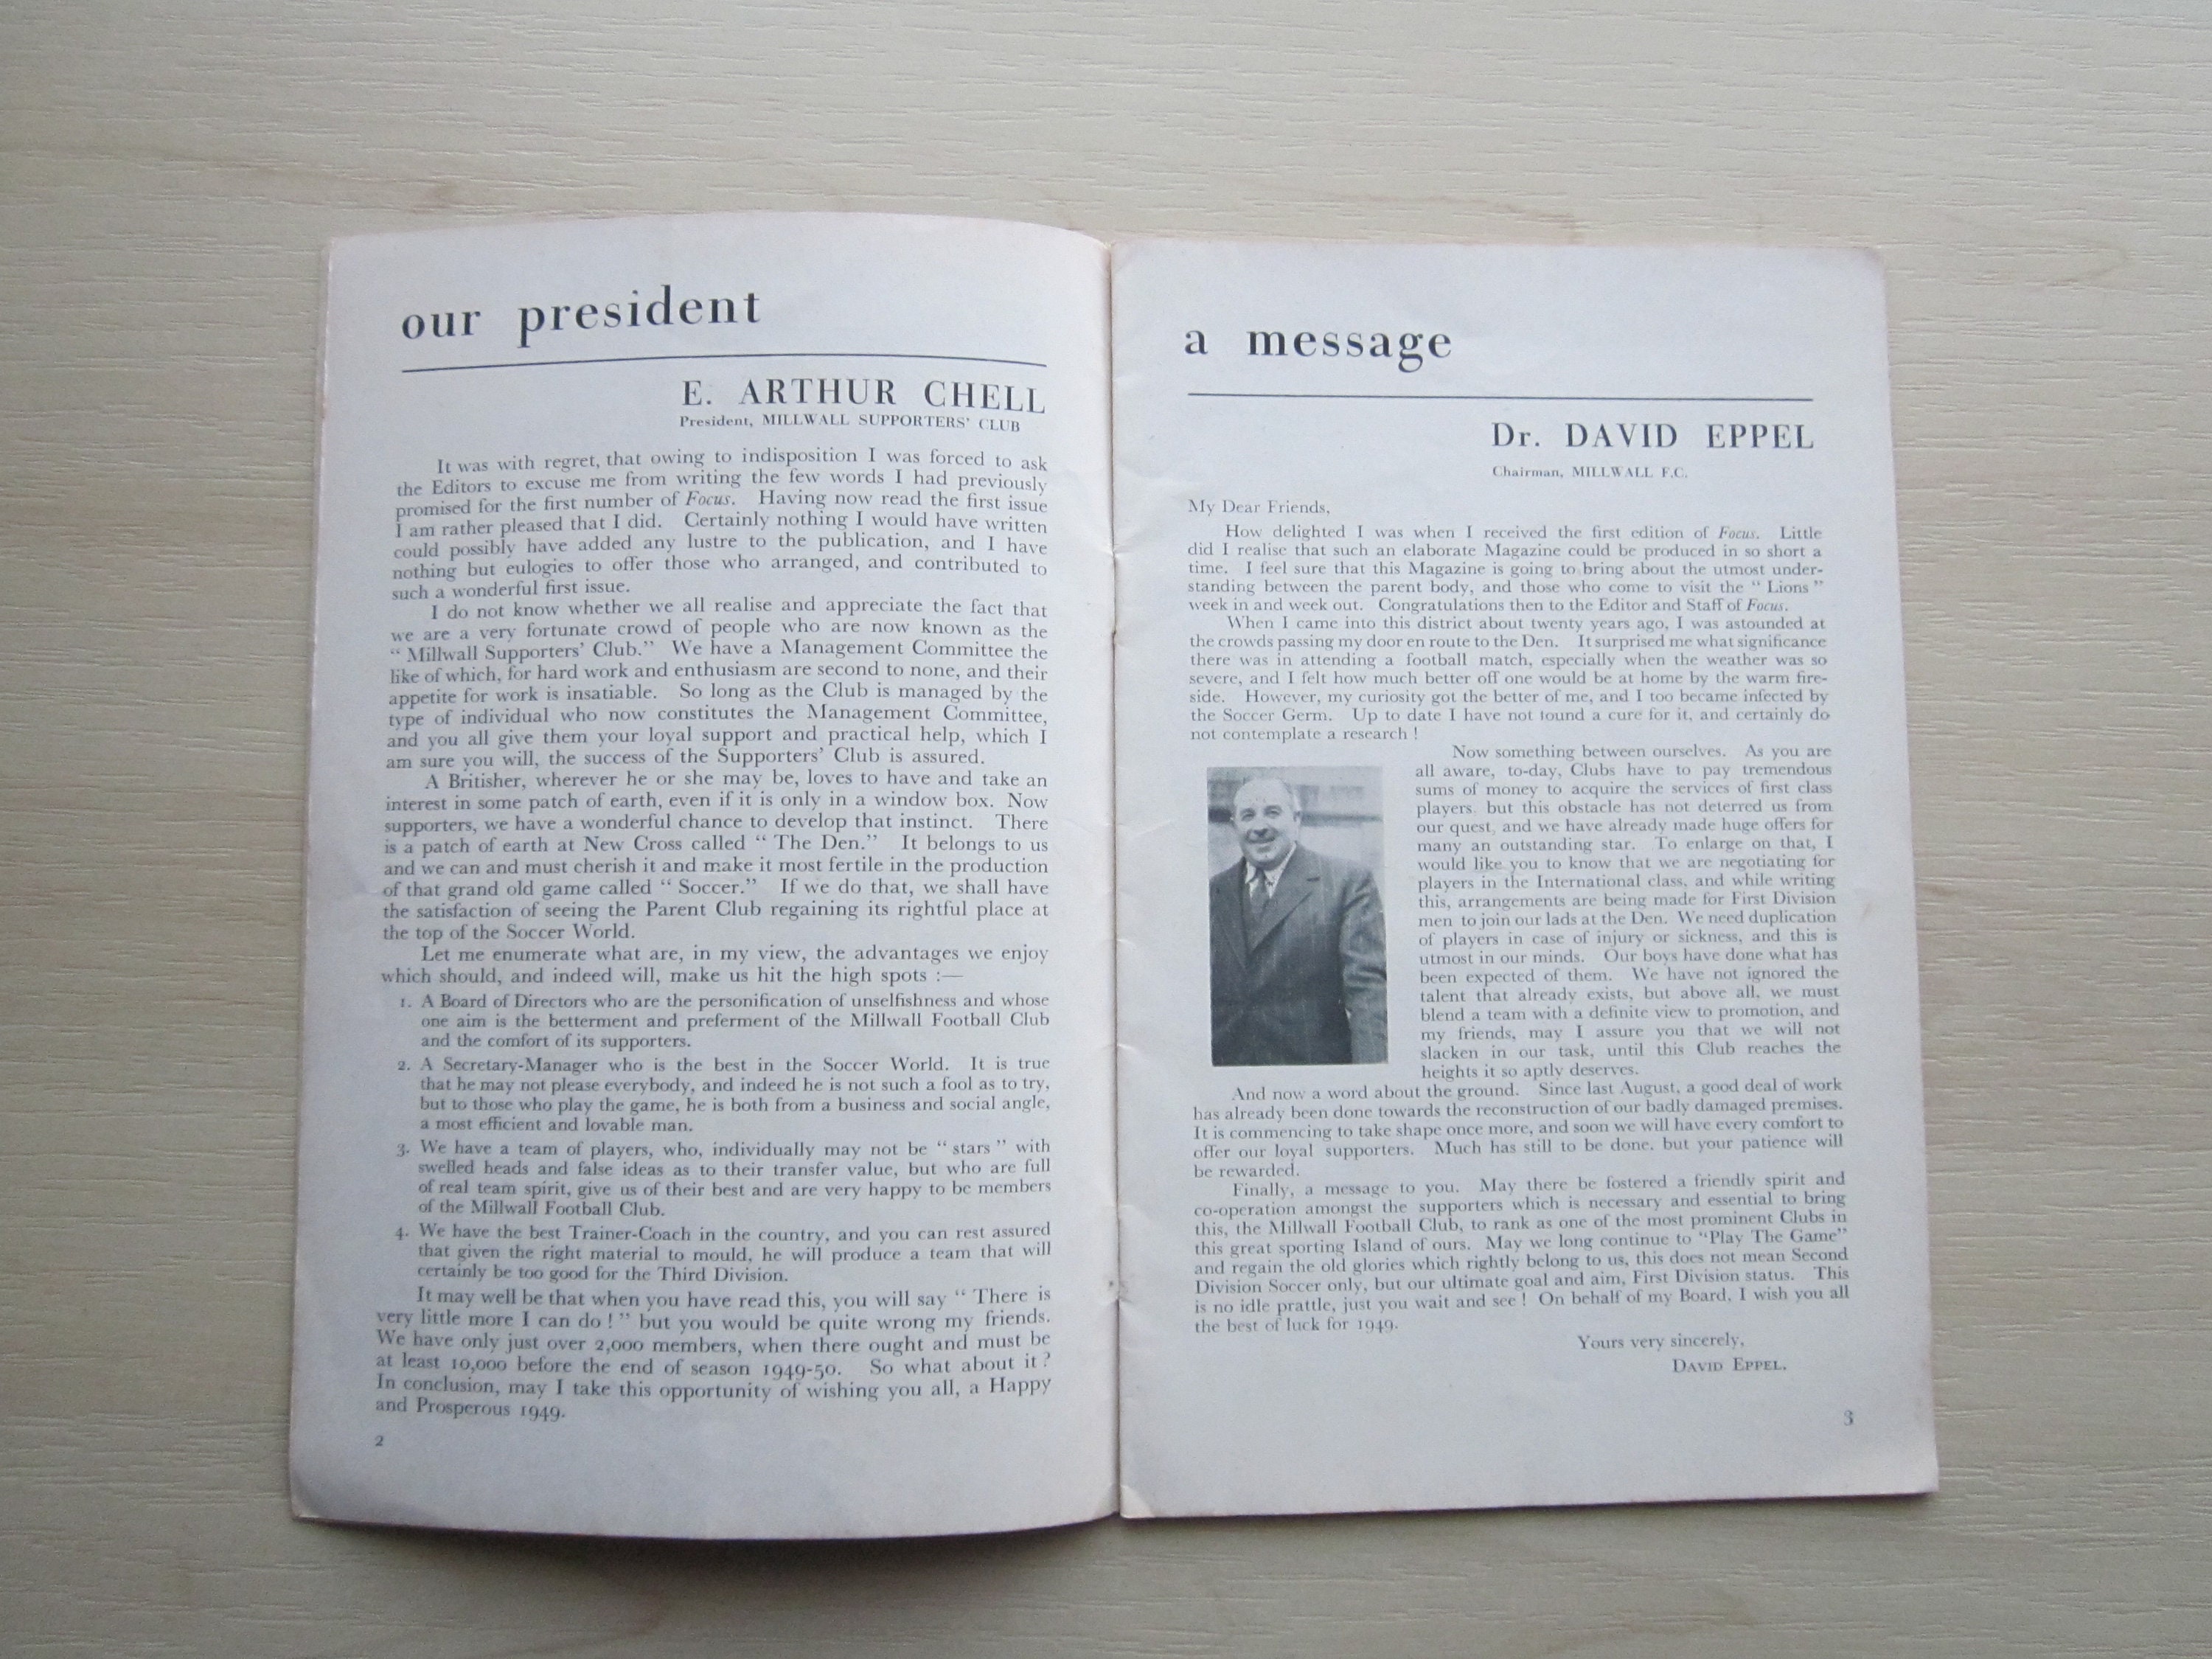 our president
E. ARTHUR CHELL
President, MILLWALL SUPPORTERS' CLUB
It was with regret, that owing to indisposition I was forced to ask
the Editors to excuse me from writing the few words I had previously
promised for the first number of Focus. Having now read the first issue
I am rather pleased that I did. Certainly nothing I would have written
could possibly have added any lustre to the publication, and I have
nothing but eulogies to offer those who arranged, and contributed to
such a wonderful first issue.
I do not know whether we all realise and appreciate the fact that
we are a very fortunate crowd of people who are now known as the
“ Millwall Supporters' Club.” We have a Management Committee the
like of which, for hard work and enthusiasm are second to none, and their
appetite for work is insatiable. So long as the Club is managed by the
type of individual who now constitutes the Management Committee,
and you all give them your loyal support and practical help, which I
am sure you will, the success of the Supporters' Club is assured.
A Britisher, wherever he or she may be, loves to have and take an
interest in some patch of earth, even if it is only in a window box. Now
supporters, we have a wonderful chance to develop that instinct. There
is a patch of earth at New Cross called “ The Den.” It belongs to us
and we can and must cherish it and make it most fertile in the production
of that grand old game called “ Soccer.” If we do that, we shall have
the satisfaction of seeing the Parent Club regaining its rightful place at
the top of the Soccer World.
Let me enumerate what are, in my view, the advantages we enjoy
which should, and indeed will, make us hit the high spots :—
1. A Board of Directors who are the personification of unselfishness and whose
one aim is the betterment and preferment of the Millwall Football Club
and the comfort of its supporters.
2. A Secretary-Manager who is the best in the Soccer World. It is true
that he may not please everybody, and indeed he is not such a fool as to try,
but to those who play the game, he is both from a business and social angle,
a most efficient and lovable man.
3. We have a team of players, who, individually may not be “ stars ” with
swelled heads and false ideas as to their transfer value, but who are full
of real team spirit, give us of their best and are very happy to be members
of the Millwall Football Club.
4. We have the best Trainer-Coach in the country, and you can rest assured
that given the right material to mould, he will produce a team that will
certainly be too good for the Third Division.
It may well be that when you have read this, you will say “ There is
very little more I can do ! ” but you would be quite wrong my friends.
We have only just over 2,000 members, when there ought and must be
at least 10,000 before the end of season 1949-50. So what about it ?
In conclusion, may I take this opportunity of wishing you all, a Happy
and Prosperous 1949.
2
a message
Dr. DAVID EPPEL
Chairman, MILLWALL F.C.
My Dear Friends,
How delighted I was when I received the first edition of Focus. Little
did I realise that such an elaborate Magazine could be produced in so short a
time. I feel sure that this Magazine is going to bring about the utmost under-
standing between the parent body, and those who come to visit the “ Lions ”
week in and week out. Congratulations then to the Editor and Staff of Focus.
When I came into this district about twenty years ago, I was astounded at
the crowds passing my door en route to the Den. It surprised me what significance
there was in attending a football match, especially when the weather was so
severe, and I felt how much better off one would be at home by the warm fire-
side. However, my curiosity got the better of me, and I too became infected by
the Soccer Germ. Up to date I have not found a cure for it, and certainly do
not contemplate a research !
Now something between ourselves. As you are
all aware, to-day, Clubs have to pay tremendous
sums of money to acquire the services of first class
players, but this obstacle has not deterred us from
our quest, and we have already made huge offers for
many an outstanding star. To enlarge on that, I
would like you to know that we are negotiating for
players in the International class, and while writing
this, arrangements are being made for First Division
men to join our lads at the Den. We need duplication
of players in case of injury or sickness, and this is
utmost in our minds. Our boys have done what has
been expected of them. We have not ignored the
talent that already exists, but above all, we must
blend a team with a definite view to promotion, and
my friends, may I assure you that we will not
slacken in our task, until this Club reaches the
heights it so aptly deserves.
And now a word about the ground. Since last August, a good deal of work
has already been done towards the reconstruction of our badly damaged premises.
It is commencing to take shape once more, and soon we will have every comfort to
offer our loyal supporters. Much has still to be done, but your patience will
be rewarded.
Finally, a message to you. May there be fostered a friendly spirit and
co-operation amongst the supporters which is necessary and essential to bring
this, the Millwall Football Club, to rank as one of the most prominent Clubs in
this great sporting Island of ours. May we long continue to “Play The Game”
and regain the old glories which rightly belong to us, this does not mean Second
Division Soccer only, but our ultimate goal and aim, First Division status. This
is no idle prattle, just you wait and see ! On behalf of my Board, I wish you all
the best of luck for 1949.
Yours very sincerely,
DAVID EPPEL.
3